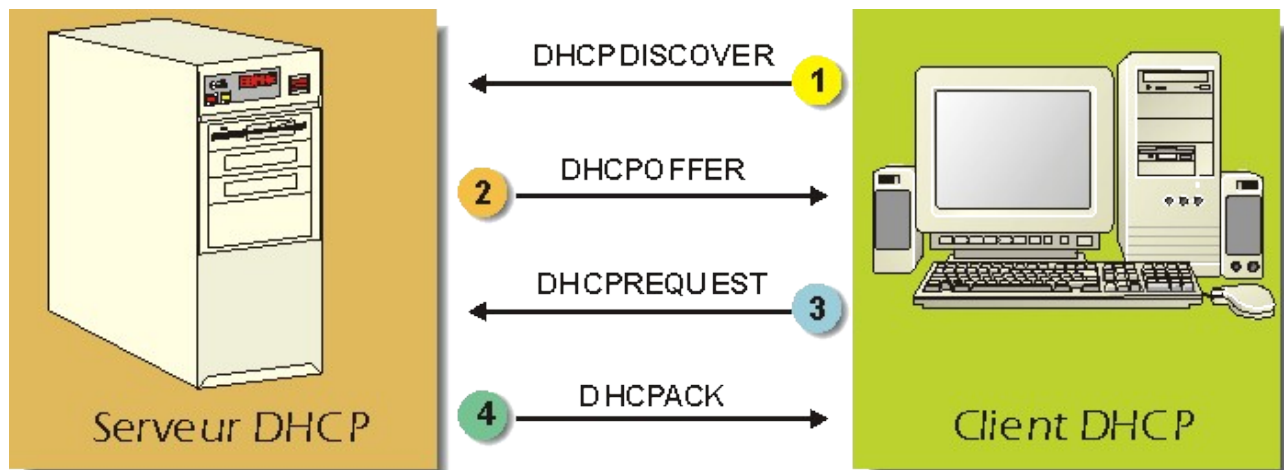 DHCPDISCOVER
1
DHCPOFFER
2
DHCPREQUEST
3
DHCPACK
4
Serveur DHCP
Client DHCP